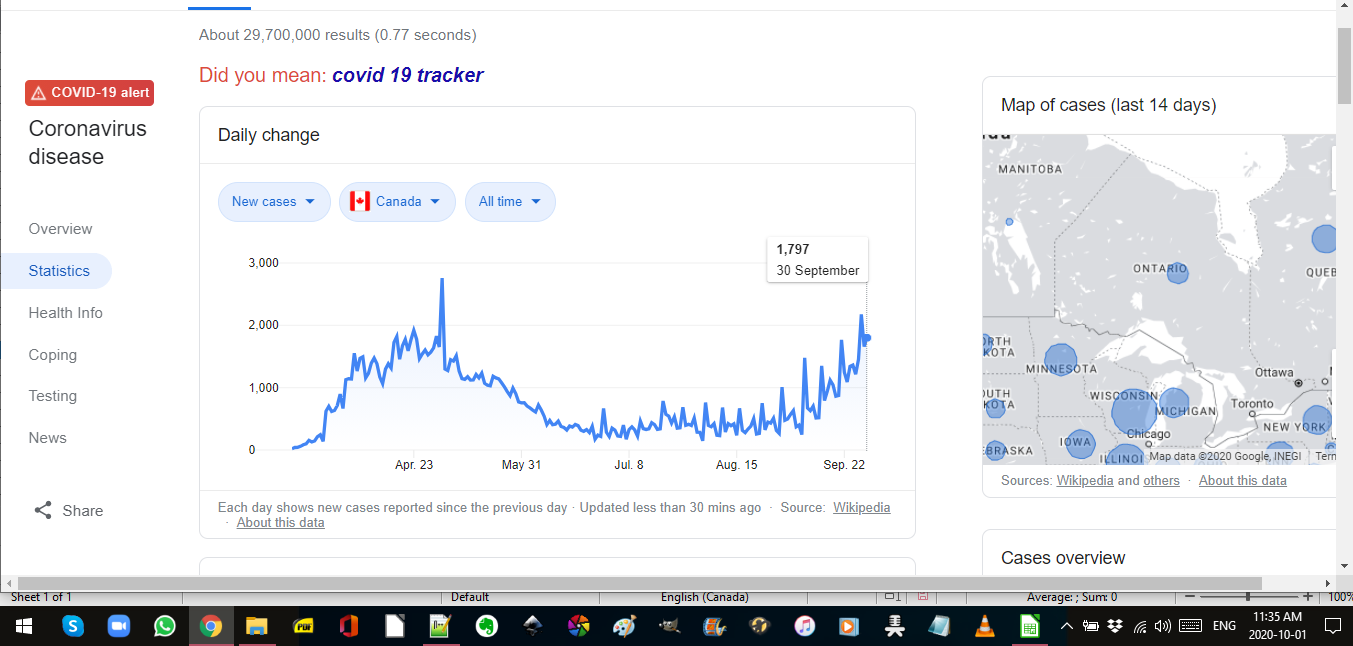 About 29,700,000 results (0.77 seconds)
Did you mean: covid 19 tracker
COVID-19 alert
Coronavirus
disease
Overview
Statistics
Health Info
Coping
Testing
News
Share
Daily change
New cases
Canada
All time
1,797
30 September
3,000
2,000
1,000
0
Apr. 23
May 31
Jul. 8
Aug. 15
Sep. 22
Each day shows new cases reported since the previous day · Updated less than 30 mins ago · Source: Wikipedia
· About this data
Map of cases (last 14 days)
MANITOBA
ONTARIO
QUEB
RTH
KOTA
MINNESOTA
UTH
KOTA
WISCONSIN
MICHIGAN
Ottawa
Toronto
NEW YORK
IOWA
Chicago
EBRASKA
ILLINOI
Map data ©2020 Google, INEGI
Tern
Sources: Wikipedia and others · About this data
Cases overview
Sheet 1 of 1
Default
English (Canada)
Average: ; Sum: 0
100%
PDF
ENG
11:35 AM
2020-10-01